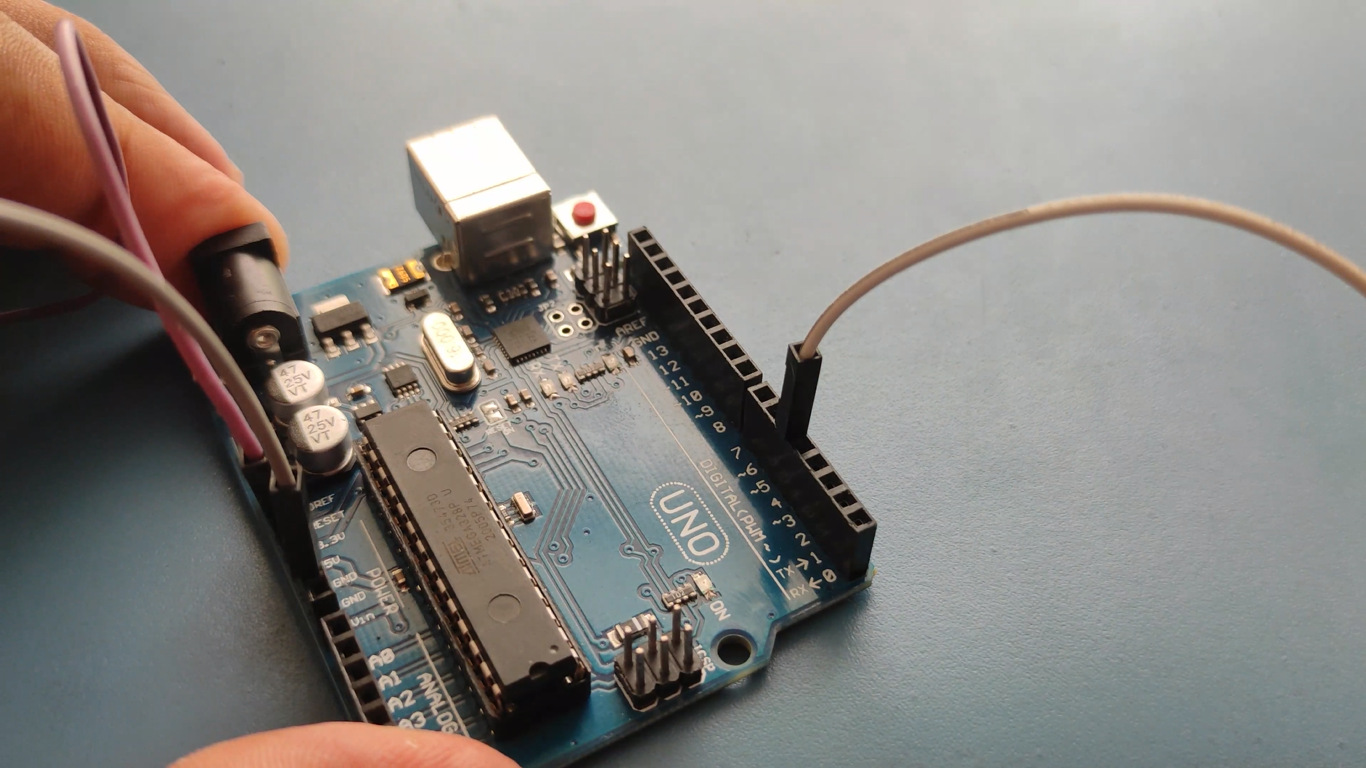 47
25V
VT
47
25V
VT
AREF
GND
13
12
~11
~10
~9
8
7
~6
~5
4
~3
2
TX→1
RX←0
DIGITAL(PWM~)
UNO
ON
ICSP
ATMEGA328P
RESET
3.3V
5V
GND
GND
Vin
POWER
A0
A1
A2
ANALOG